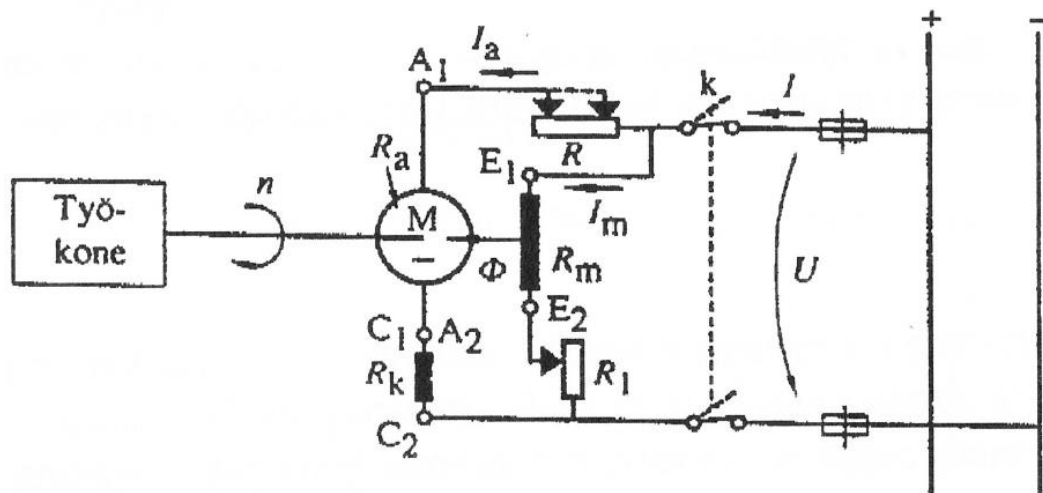 + −
A1
Ia
k
I
Ra
R
E1
n
M
Im
Työ-
kone
−
Φ
Rm
U
E2
C1
A2
Rk
R1
C2